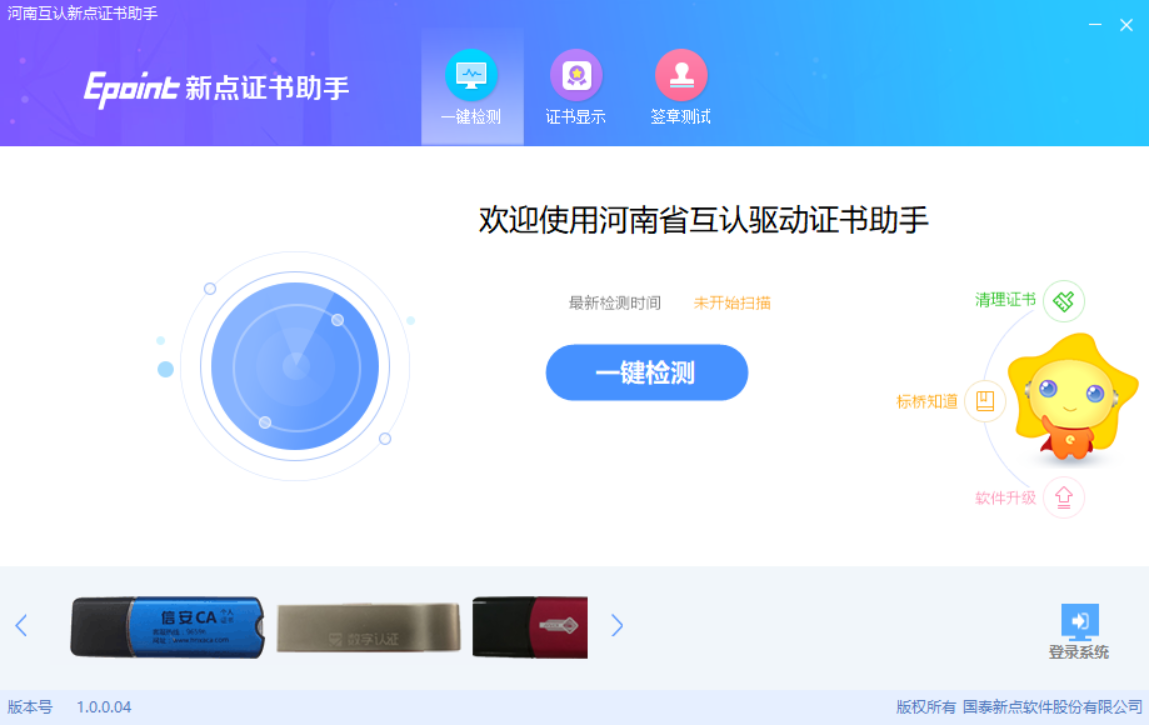 河南互认新点证书助手
Epoint 新点证书助手
一键检测
证书显示
签章测试
欢迎使用河南省互认驱动证书助手
最新检测时间 未开始扫描
一键检测
清理证书
标桥知道
软件升级
信安CA 个人证书
数字认证
登录系统
版本号 1.0.0.04
版权所有 国泰新点软件股份有限公司